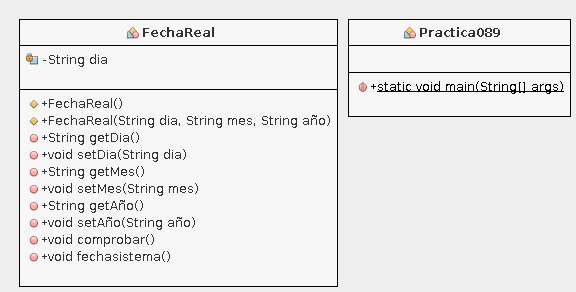 FechaReal
-String dia
+FechaReal()
+FechaReal(String dia, String mes, String año)
+String getDia()
+void setDia(String dia)
+String getMes()
+void setMes(String mes)
+String getAño()
+void setAño(String año)
+void comprobar()
+void fechasistema()
Practica089
+static void main(String[] args)